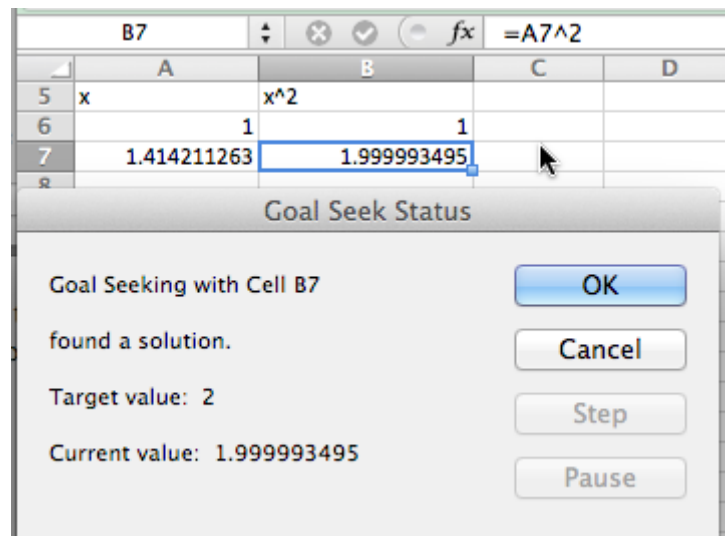 B7 fx =A7^2
A B C D
5 x x^2
6 1 1
7 1.414211263 1.999993495
8
Goal Seek Status
Goal Seeking with Cell B7
OK
found a solution.
Cancel
Target value: 2
Step
Current value: 1.999993495
Pause